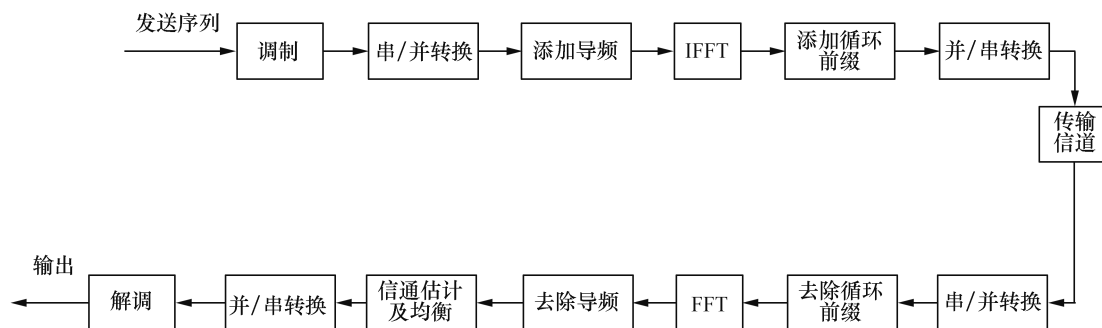 发送序列
调制
串/并转换
添加导频
IFFT
添加循环
前缀
并/串转换
传输
信道
输出
解调
并/串转换
信通估计
及均衡
去除导频
FFT
去除循环
前缀
串/并转换